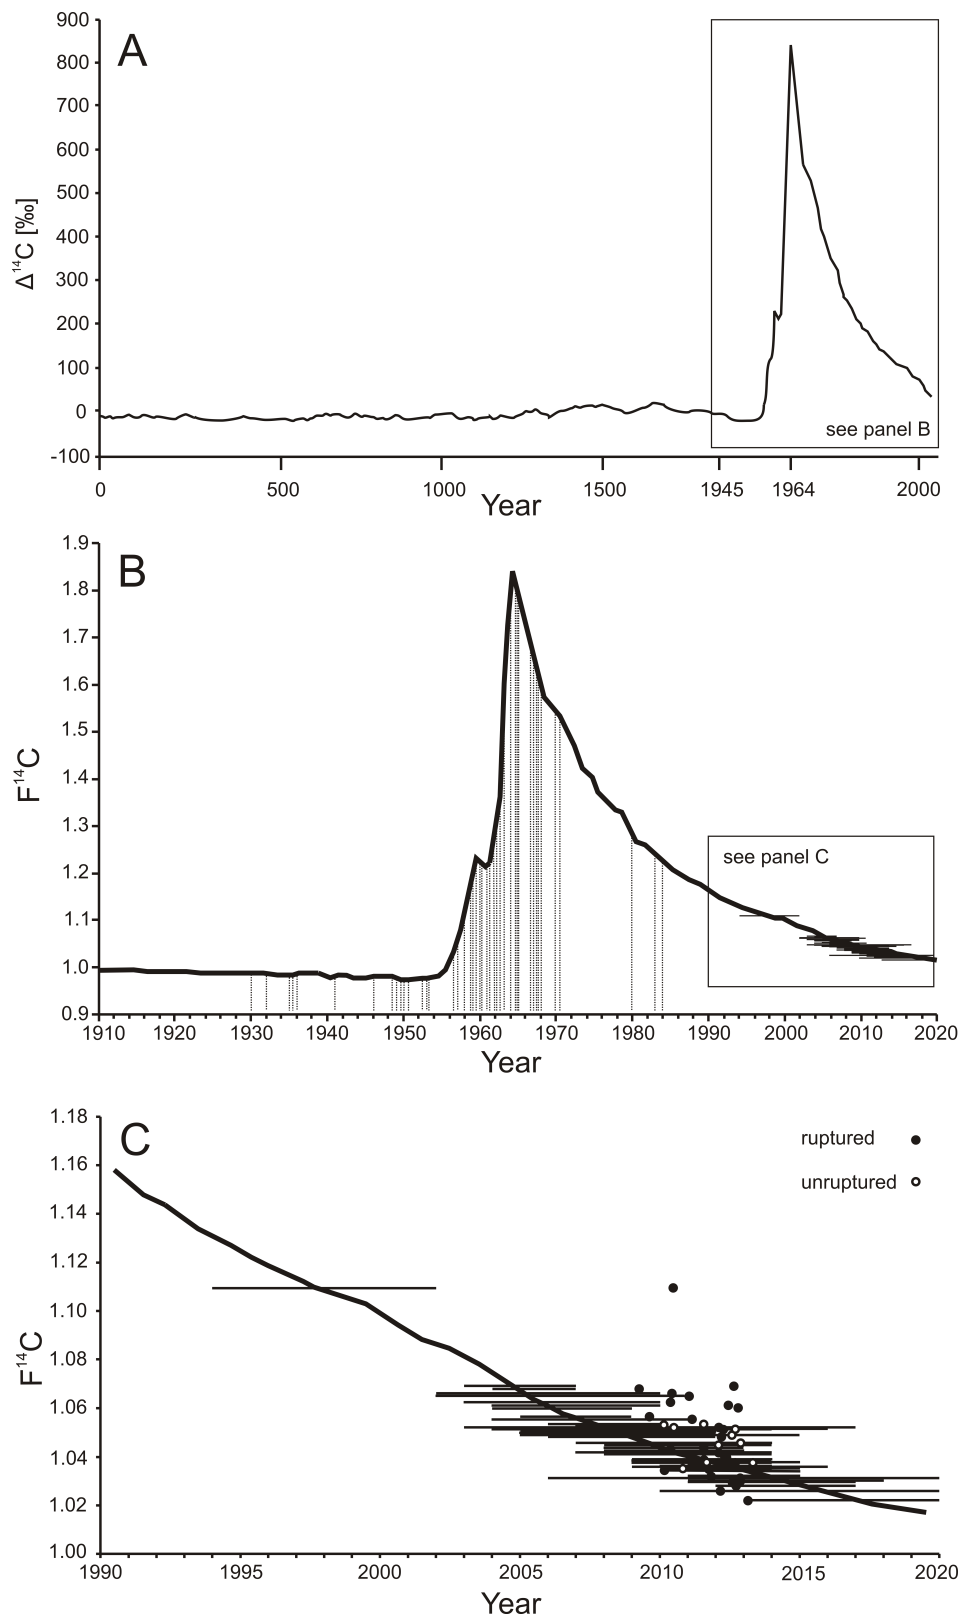 900
A
800
700
600
500
400
300
200
100
0
-100
Δ¹⁴C [‰]
see panel B
0 500 1000 1500 1945 1964 2000
Year
1.9
B
1.8
1.7
1.6
1.5
1.4
1.3
1.2
1.1
1.0
0.9
F¹⁴C
see panel C
1910 1920 1930 1940 1950 1960 1970 1980 1990 2000 2010 2020
Year
1.18
C
1.16
1.14
1.12
1.10
1.08
1.06
1.04
1.02
1.00
F¹⁴C
ruptured
unruptured
1990 1995 2000 2005 2010 2015 2020
Year